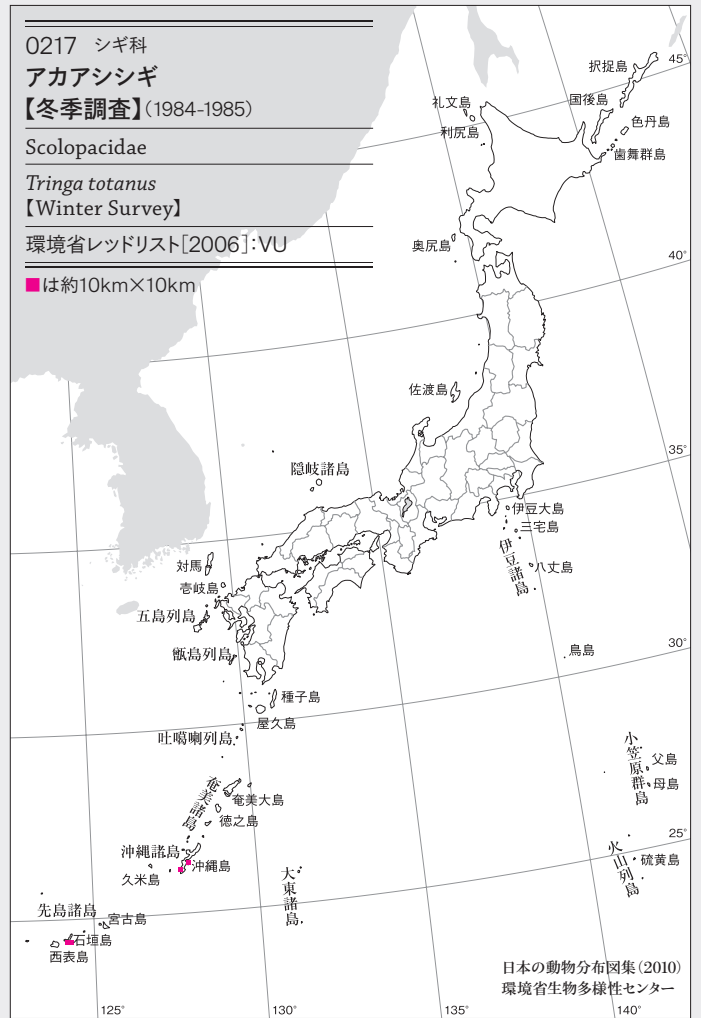 0217 シギ科
アカアシシギ
【冬季調査】(1984-1985)
Scolopacidae
Tringa totanus
【Winter Survey】
環境省レッドリスト[2006]:VU
■は約10km×10km
択捉島
45°
礼文島
国後島
利尻島
色丹島
歯舞群島
奥尻島
40°
佐渡島
35°
隠岐諸島
伊豆大島
三宅島
伊豆諸島
八丈島
対馬
壱岐島
五島列島
甑島列島
鳥島
30°
種子島
屋久島
吐噶喇列島
小笠原群島
父島
母島
奄美諸島
奄美大島
徳之島
25°
沖縄諸島
沖縄島
久米島
火山列島
硫黄島
大東諸島
先島諸島
宮古島
石垣島
西表島
日本の動物分布図集(2010)
環境省生物多様性センター
125°
130°
135°
140°